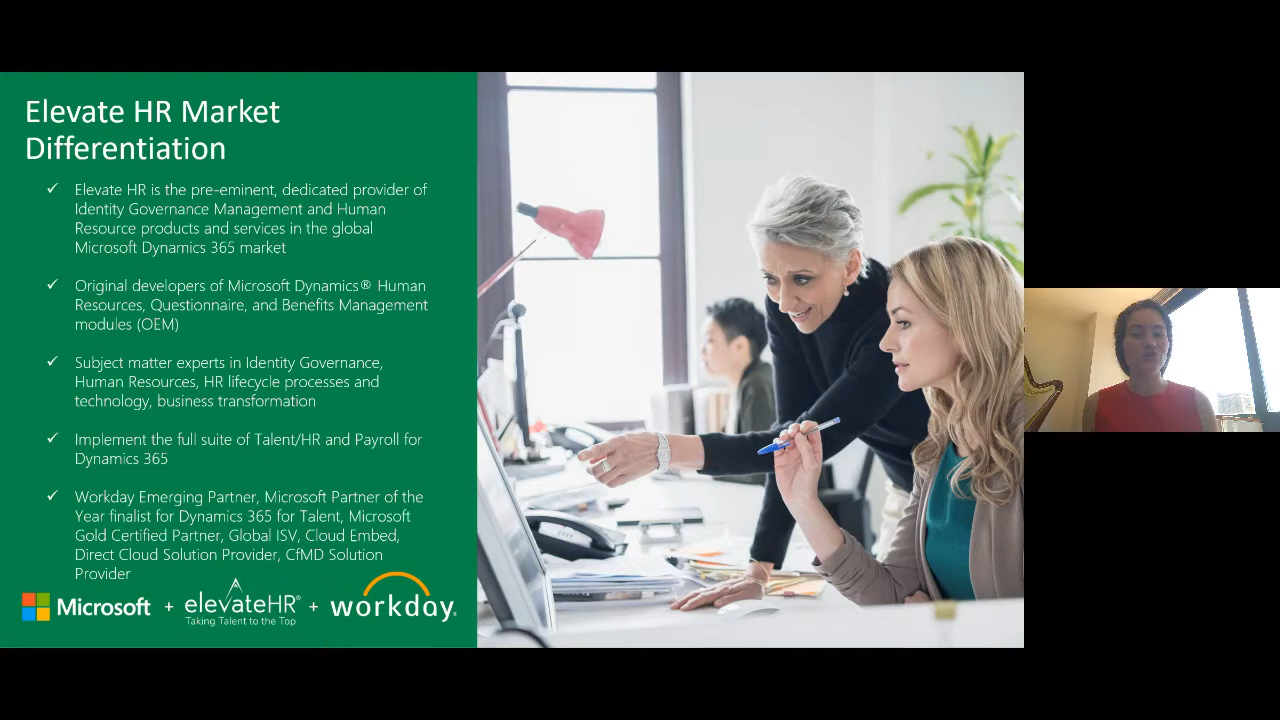 Elevate HR Market
Differentiation
✓ Elevate HR is the pre-eminent, dedicated provider of
Identity Governance Management and Human
Resource products and services in the global
Microsoft Dynamics 365 market
✓ Original developers of Microsoft Dynamics® Human
Resources, Questionnaire, and Benefits Management
modules (OEM)
✓ Subject matter experts in Identity Governance,
Human Resources, HR lifecycle processes and
technology, business transformation
✓ Implement the full suite of Talent/HR and Payroll for
Dynamics 365
✓ Workday Emerging Partner, Microsoft Partner of the
Year finalist for Dynamics 365 for Talent, Microsoft
Gold Certified Partner, Global ISV, Cloud Embed,
Direct Cloud Solution Provider, CfMD Solution
Provider
Microsoft + elevateHR® + workday®
Taking Talent to the Top